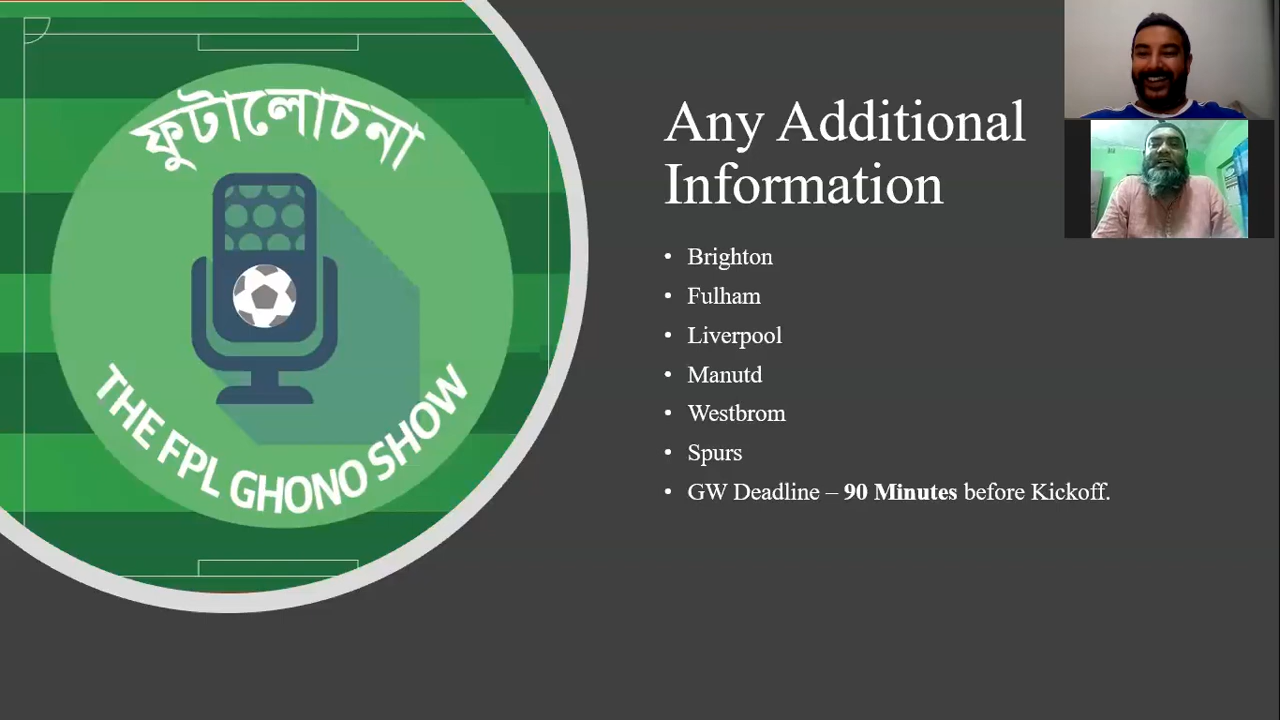 ফুটালোচনা
THE FPL GHONO SHOW
Any Additional
Information
• Brighton
• Fulham
• Liverpool
• Manutd
• Westbrom
• Spurs
• GW Deadline – 90 Minutes before Kickoff.